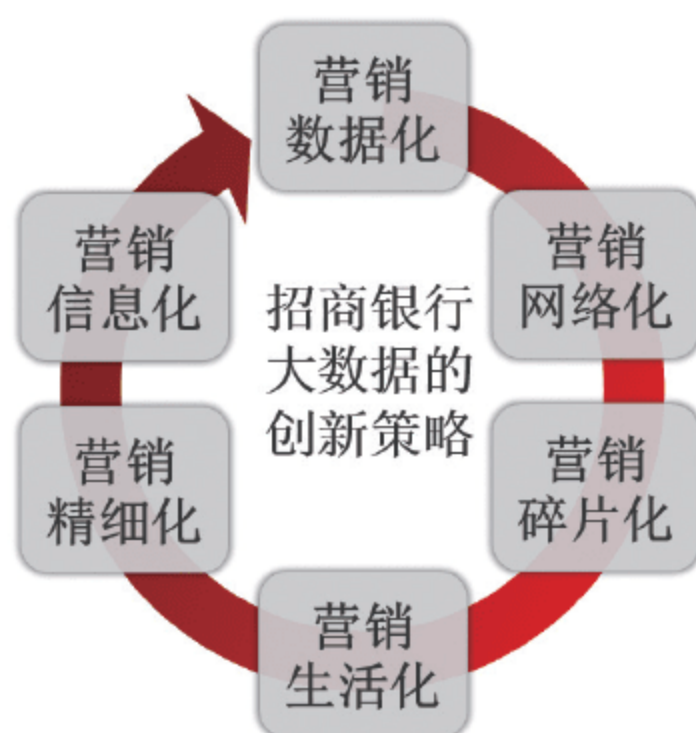 营销
数据化
营销
网络化
营销
碎片化
营销
生活化
营销
精细化
营销
信息化
招商银行
大数据的
创新策略